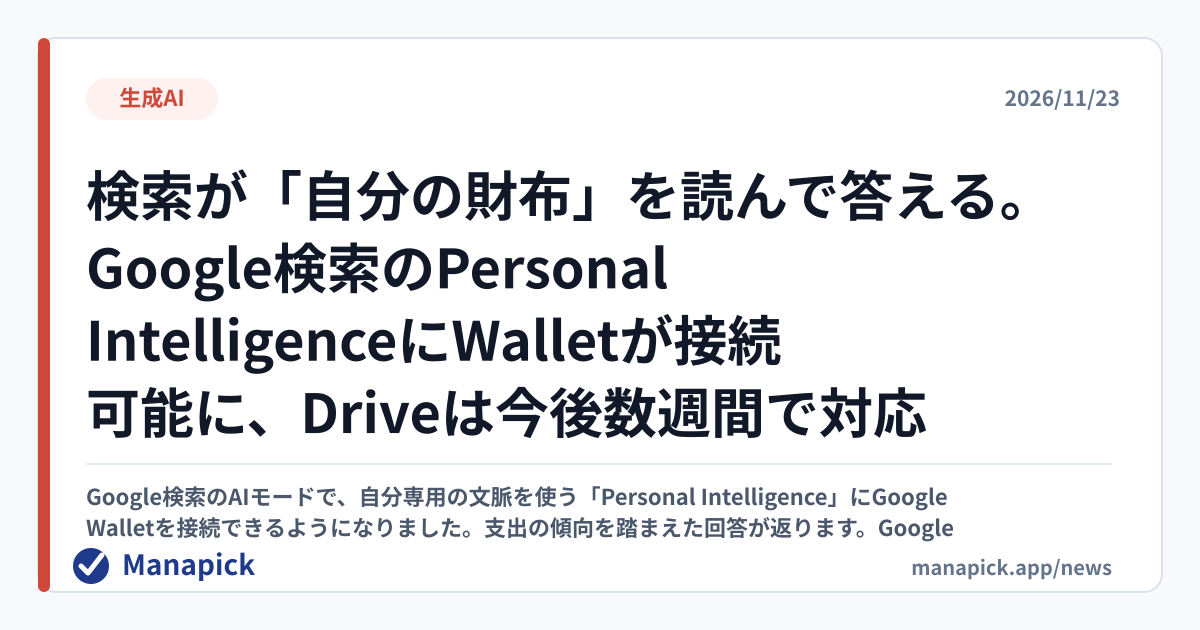 生成AI
2026/11/23
検索が「自分の財布」を読んで答える。
Google検索のPersonal
IntelligenceにWalletが接続
可能に、Driveは今後数週間で対応
Google検索のAIモードで、自分専用の文脈を使う「Personal Intelligence」にGoogle
Walletを接続できるようになりました。支出の傾向を踏まえた回答が返ります。Google
Manapick
manapick.app/news